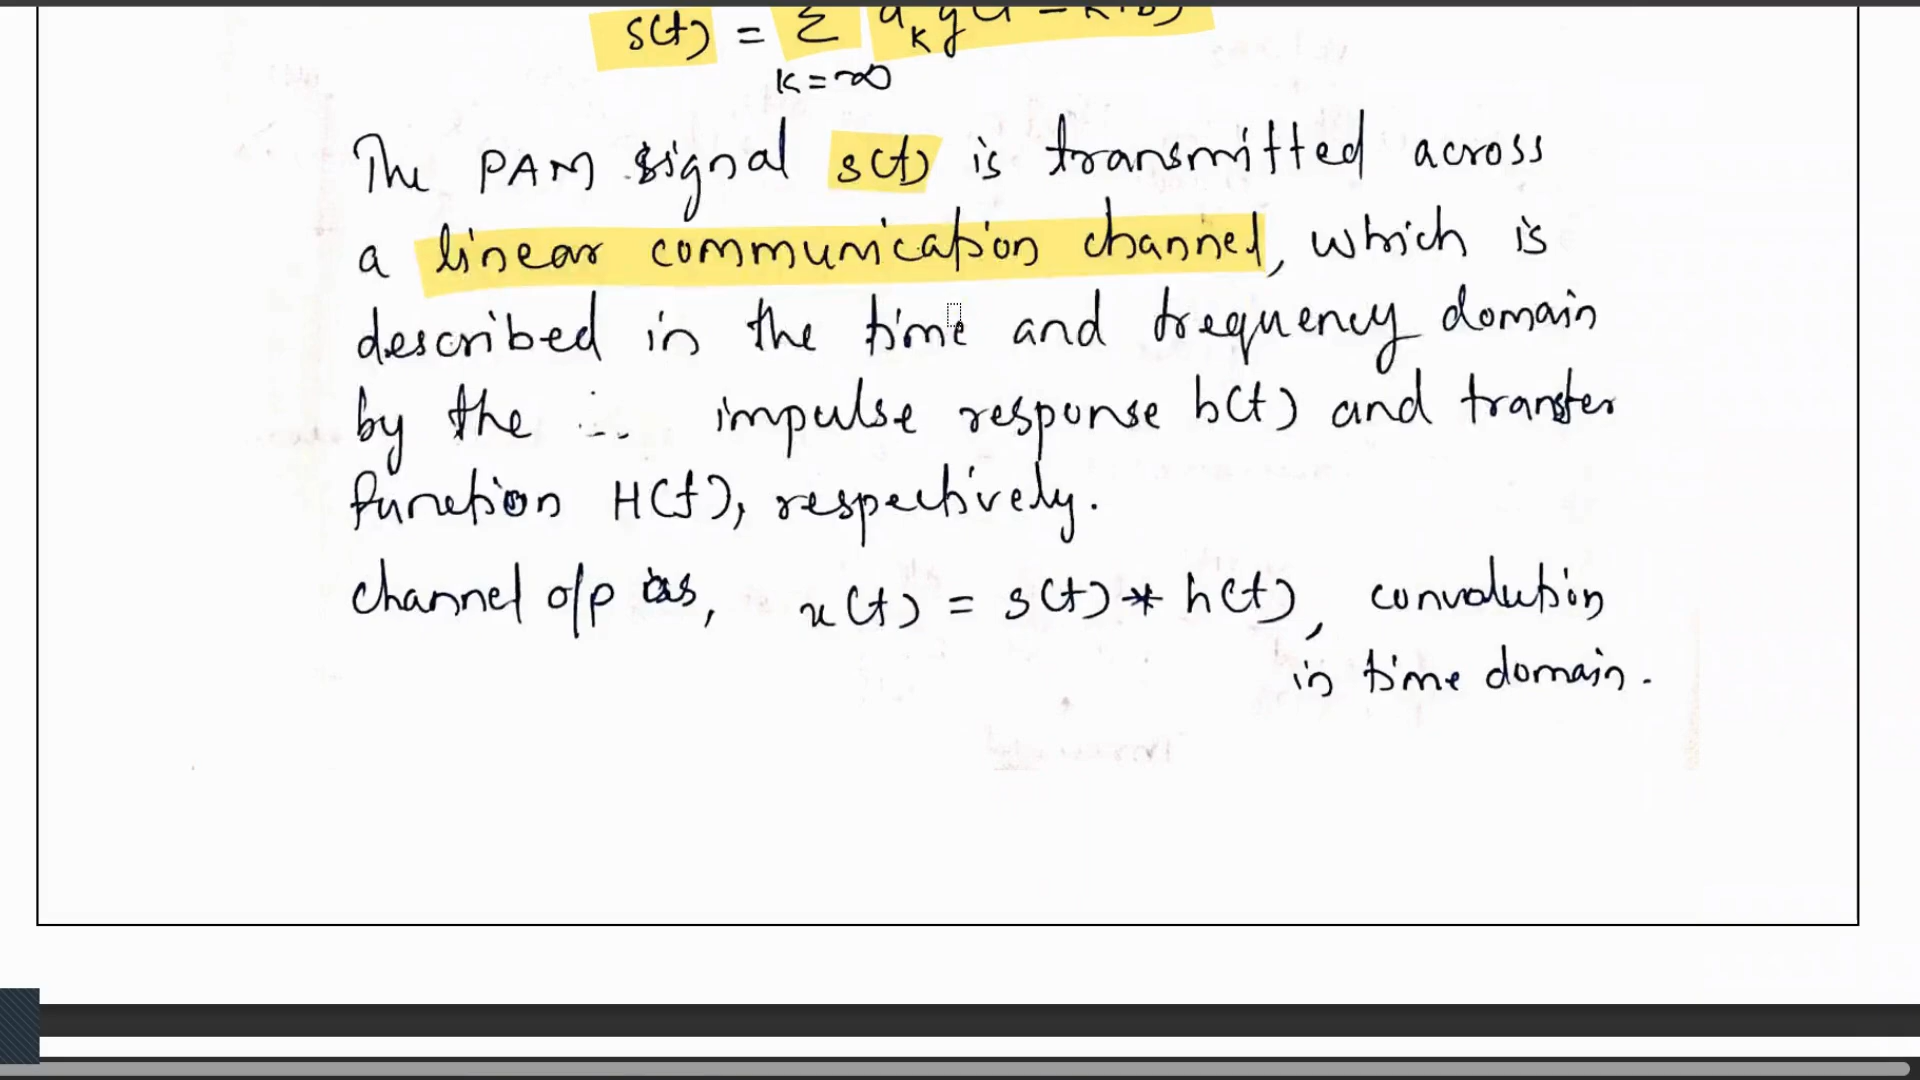 s(t) = Σ a_k g(t - kT_b)
k=∞
The PAM signal s(t) is transmitted across
a linear communication channel, which is
described in the time and frequency domain
by the impulse response h(t) and transfer
function H(f), respectively.
channel o/p as, x(t) = s(t) * h(t), convolution
in time domain.